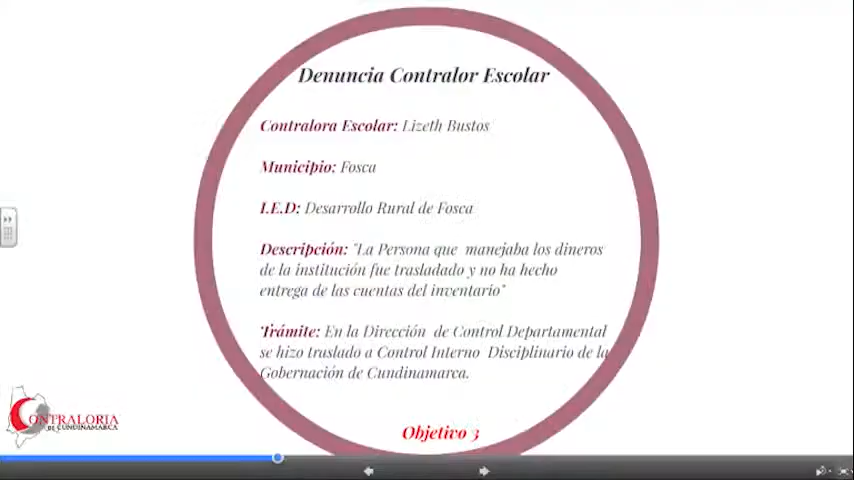 Denuncia Contralor Escolar
Contralora Escolar: Lizeth Bustos
Municipio: Fosca
I.E.D: Desarrollo Rural de Fosca
Descripción: "La Persona que manejaba los dineros
de la institución fue trasladado y no ha hecho
entrega de las cuentas del inventario"
Trámite: En la Dirección de Control Departamental
se hizo traslado a Control Interno Disciplinario de la
Gobernación de Cundinamarca.
CONTRALORIA
DE CUNDINAMARCA
Objetivo 3